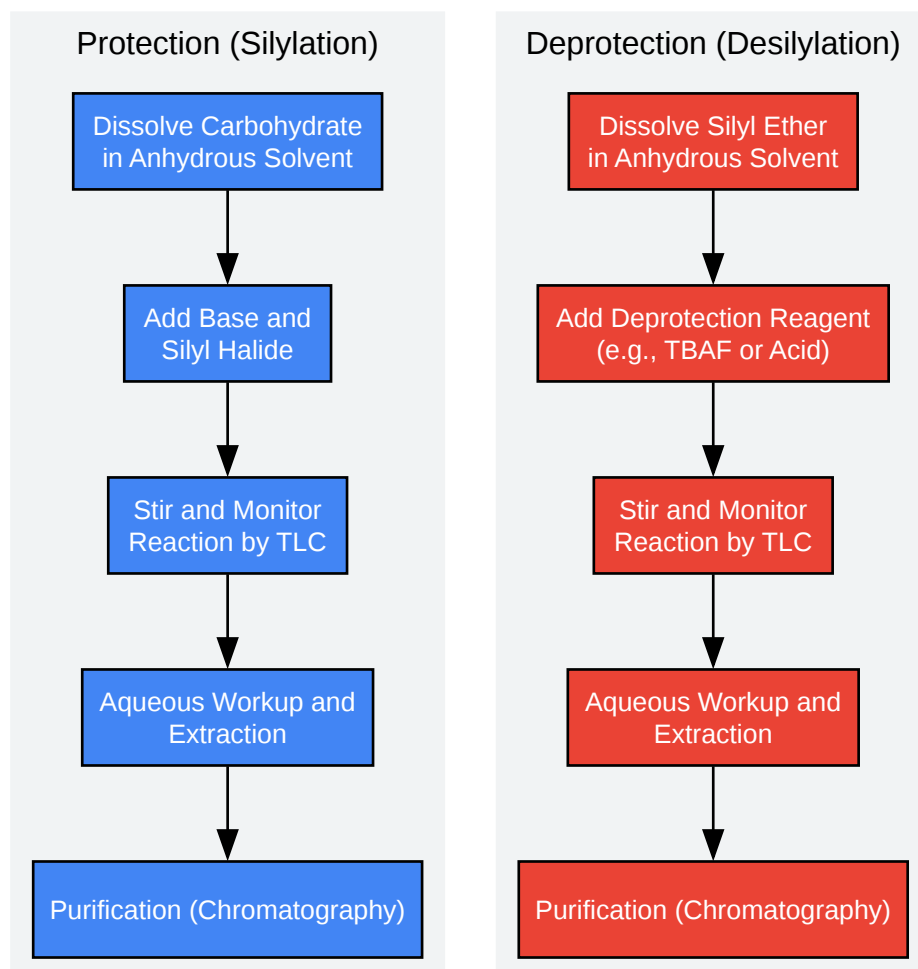 Protection (Silylation)
Dissolve Carbohydrate
in Anhydrous Solvent
Add Base and
Silyl Halide
Stir and Monitor
Reaction by TLC
Aqueous Workup and
Extraction
Purification (Chromatography)
Deprotection (Desilylation)
Dissolve Silyl Ether
in Anhydrous Solvent
Add Deprotection Reagent
(e.g., TBAF or Acid)
Stir and Monitor
Reaction by TLC
Aqueous Workup and
Extraction
Purification (Chromatography)